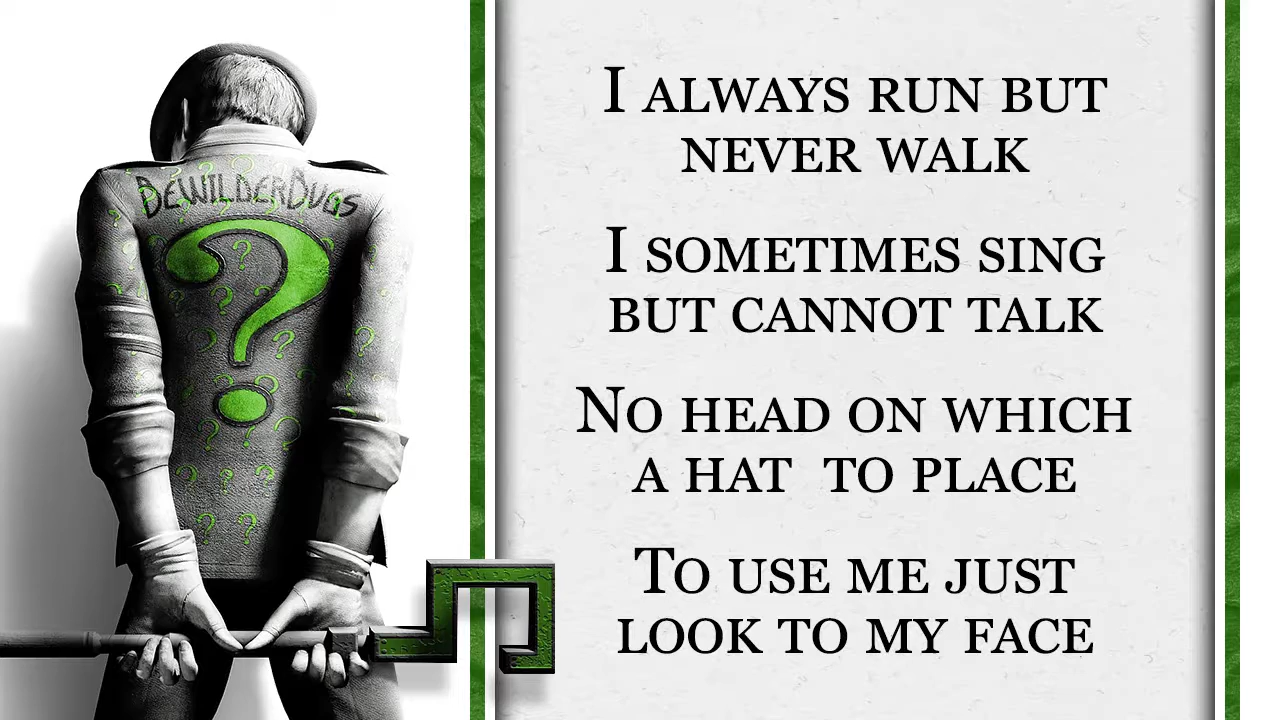 BewilderBugs
?
I always run but
never walk
I sometimes sing
but cannot talk
No head on which
a hat to place
To use me just
look to my face